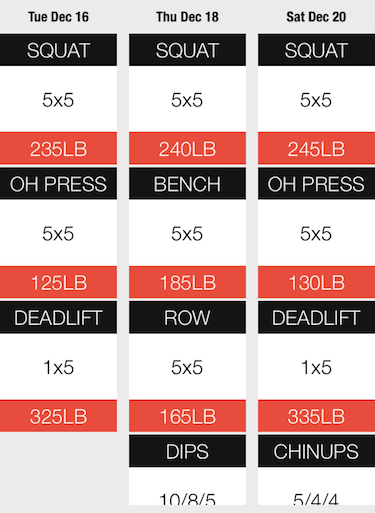 Tue Dec 16
SQUAT
5x5
235LB
OH PRESS
5x5
125LB
DEADLIFT
1x5
325LB
Thu Dec 18
SQUAT
5x5
240LB
BENCH
5x5
185LB
ROW
5x5
165LB
DIPS
10/8/5
Sat Dec 20
SQUAT
5x5
245LB
OH PRESS
5x5
130LB
DEADLIFT
1x5
335LB
CHINUPS
5/4/4